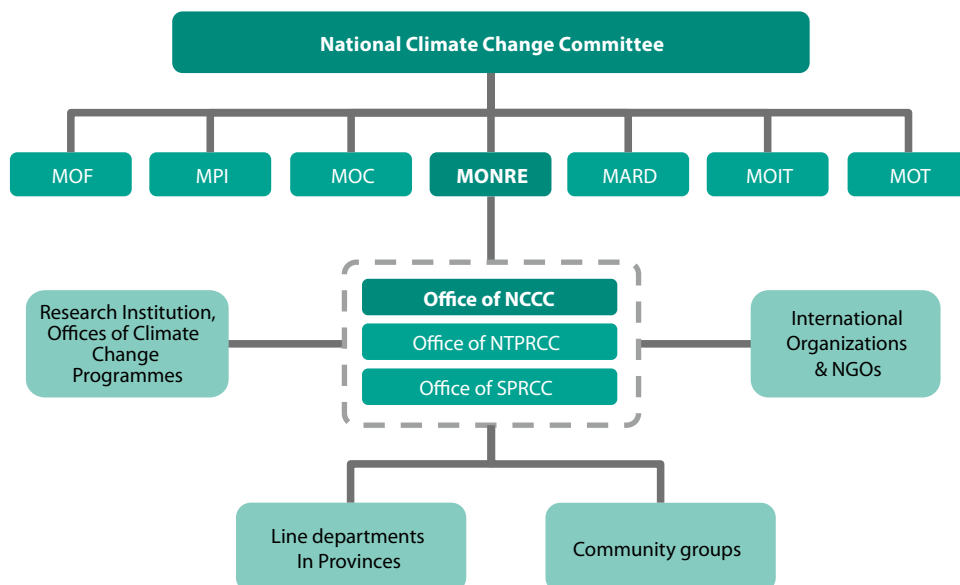 National Climate Change Committee
MOF
MPI
MOC
MONRE
MARD
MOIT
MOT
Office of NCCC
Office of NTPRCC
Office of SPRCC
Research Institution,
Offices of Climate
Change
Programmes
International
Organizations
& NGOs
Line departments
In Provinces
Community groups